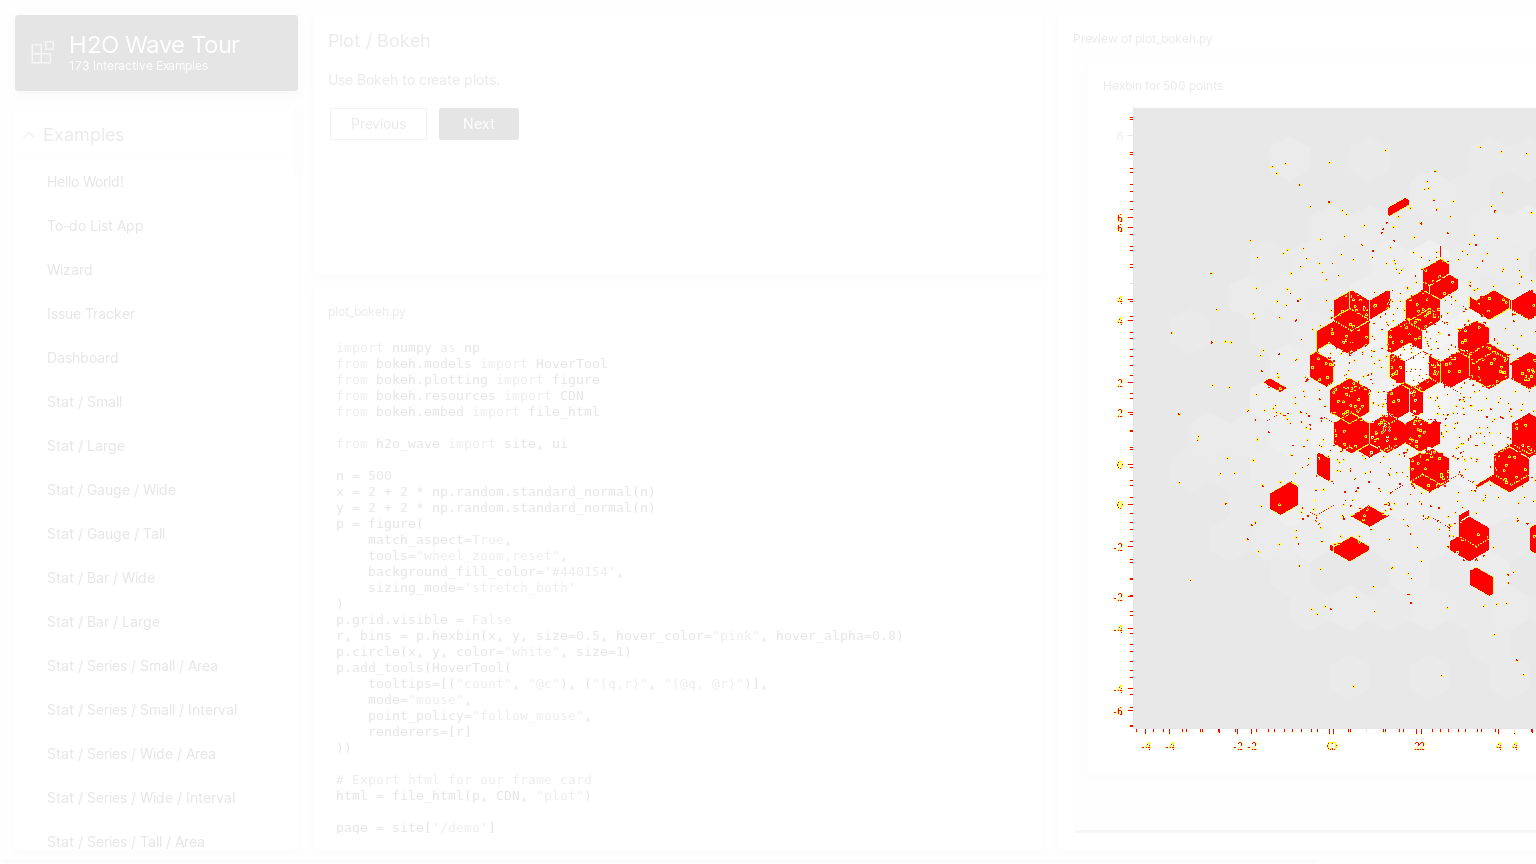 H2O Wave Tour
173 Interactive Examples
Examples
Hello World!
To-do List App
Wizard
Issue Tracker
Dashboard
Stat / Small
Stat / Large
Stat / Gauge / Wide
Stat / Gauge / Tall
Stat / Bar / Wide
Stat / Bar / Large
Stat / Series / Small / Area
Stat / Series / Small / Interval
Stat / Series / Wide / Area
Stat / Series / Wide / Interval
Stat / Series / Tall / Area
Plot / Bokeh
Use Bokeh to create plots.
Previous
Next
plot_bokeh.py
import numpy as np
from bokeh.models import HoverTool
from bokeh.plotting import figure
from bokeh.resources import CDN
from bokeh.embed import file_html
from h2o_wave import site, ui
n = 500
x = 2 + 2 * np.random.standard_normal(n)
y = 2 + 2 * np.random.standard_normal(n)
p = figure(
match_aspect=True,
tools="wheel_zoom,reset",
background_fill_color='#440154',
sizing_mode='stretch_both'
)
p.grid.visible = False
r, bins = p.hexbin(x, y, size=0.5, hover_color="pink", hover_alpha=0.8)
p.circle(x, y, color="white", size=1)
p.add_tools(HoverTool(
tooltips=[("count", "@c"), ("(q,r)", "(@q, @r)")],
mode="mouse",
point_policy="follow_mouse",
renderers=[r]
))
# Export html for our frame card
html = file_html(p, CDN, "plot")
page = site['/demo']
Preview of plot_bokeh.py
Hexbin for 500 points
8
6
6
4
4
2
2
0
0
-2
-2
-4
-4
-6
-4 -4 -2 -2 0 2 2 4 4